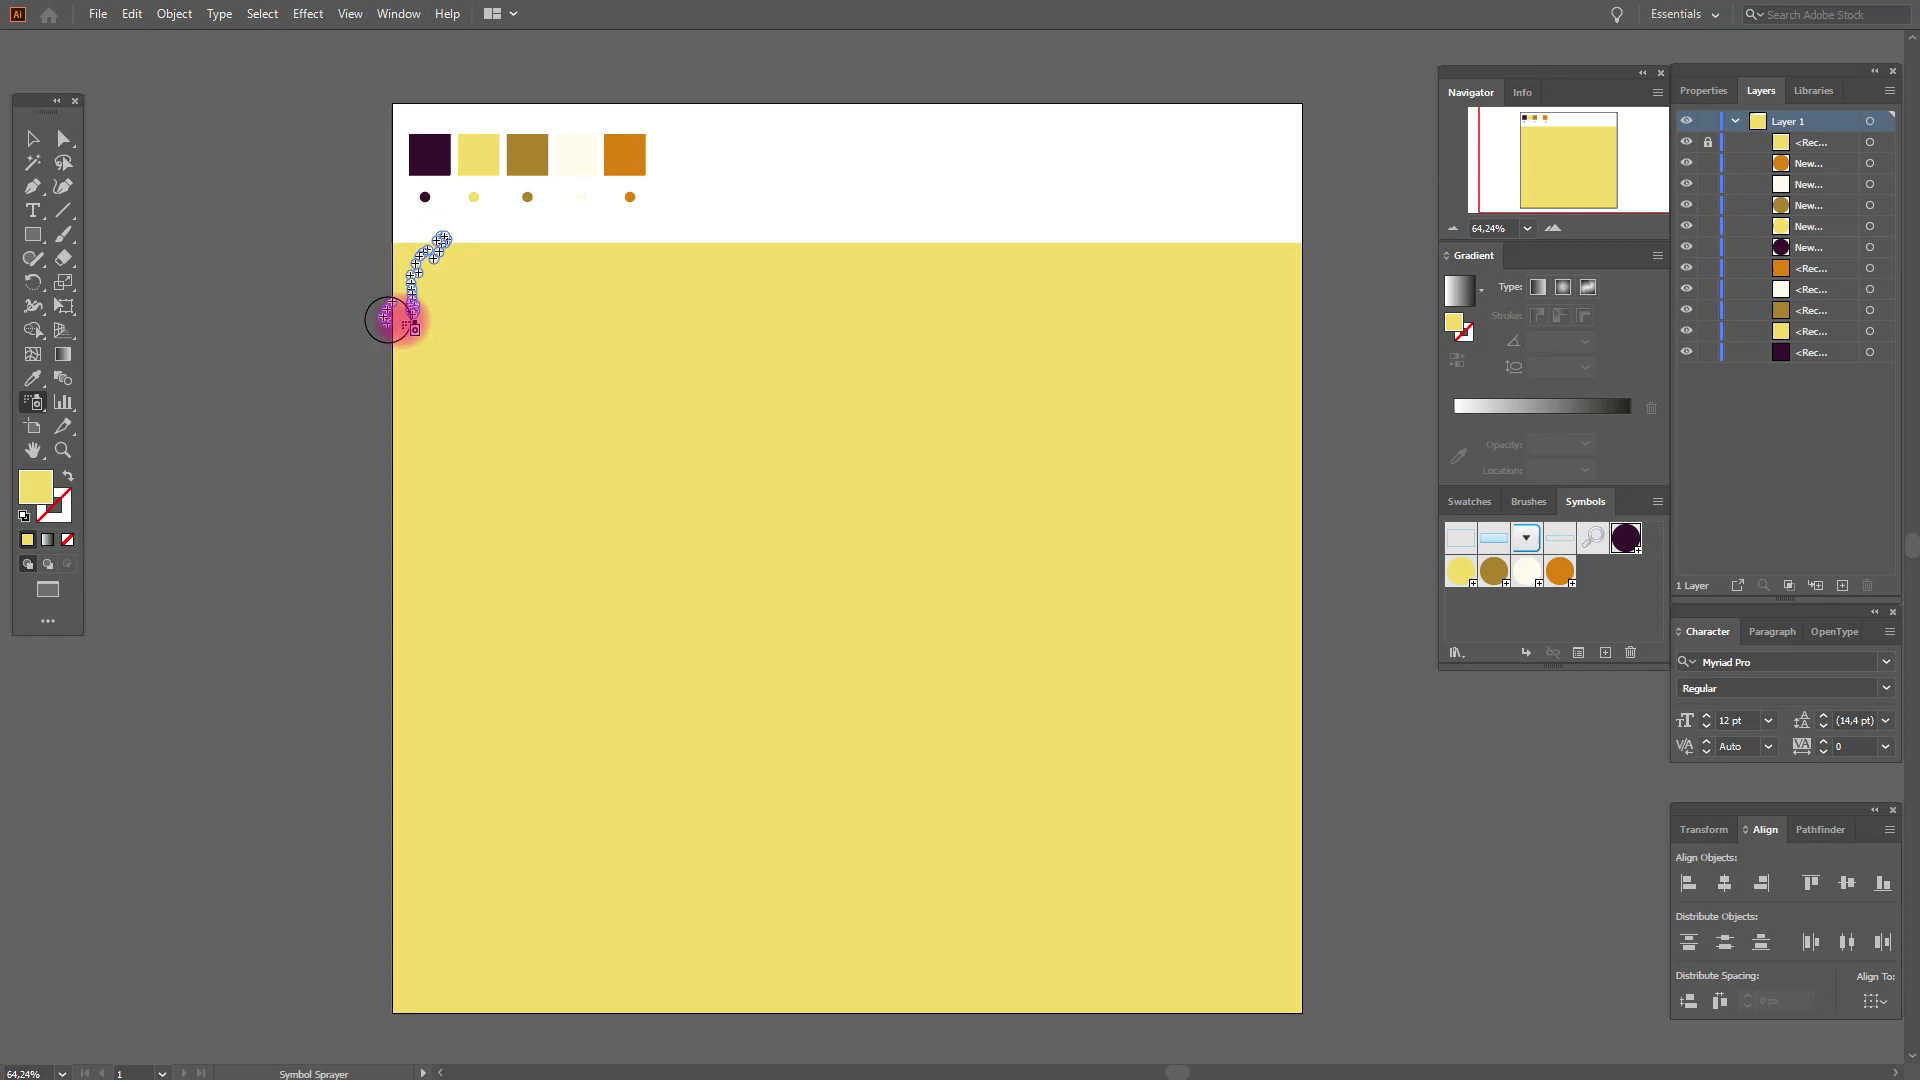 Ai File Edit Object Type Select Effect View Window Help Essentials Search Adobe Stock
Navigator Info
64,24%
Gradient
Type:
Stroke:
Opacity:
Location:
Swatches Brushes Symbols
Properties Layers Libraries
Layer 1
<Rec...
New...
New...
New...
New...
New...
<Rec...
<Rec...
<Rec...
<Rec...
<Rec...
1 Layer
Character Paragraph OpenType
Myriad Pro
Regular
12 pt (14,4 pt)
Auto 0
Transform Align Pathfinder
Align Objects:
Distribute Objects:
Distribute Spacing: Align To:
0 px
64,24% 1 Symbol Sprayer